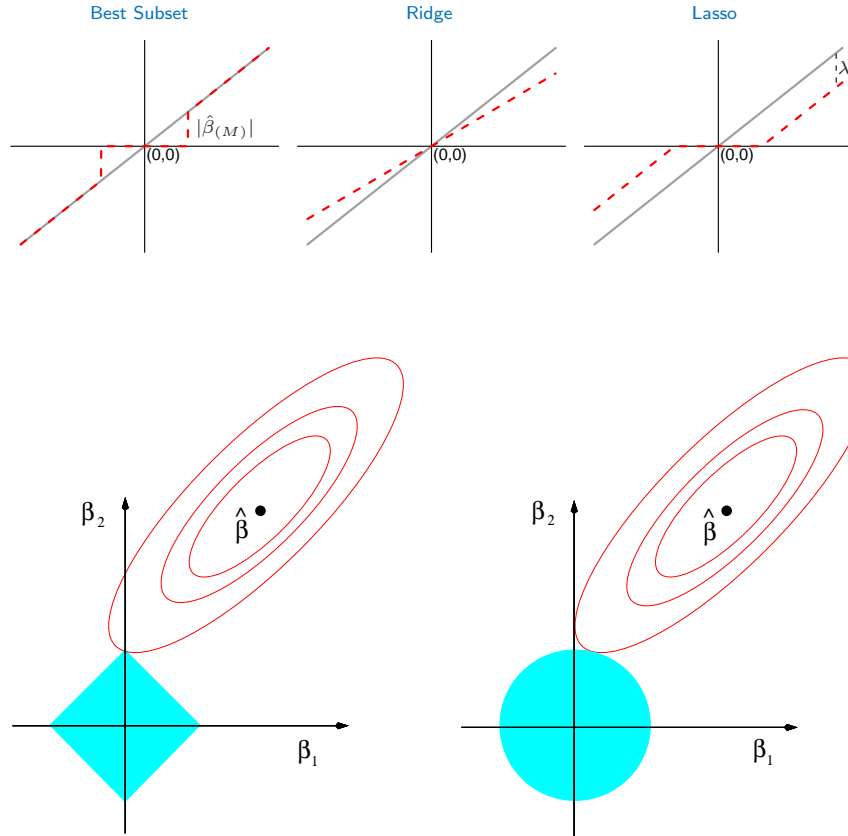 Best Subset
Ridge
Lasso
λ
|β̂₍M₎|
(0,0)
(0,0)
(0,0)
β₂
β̂
β₁
β₂
β̂
β₁